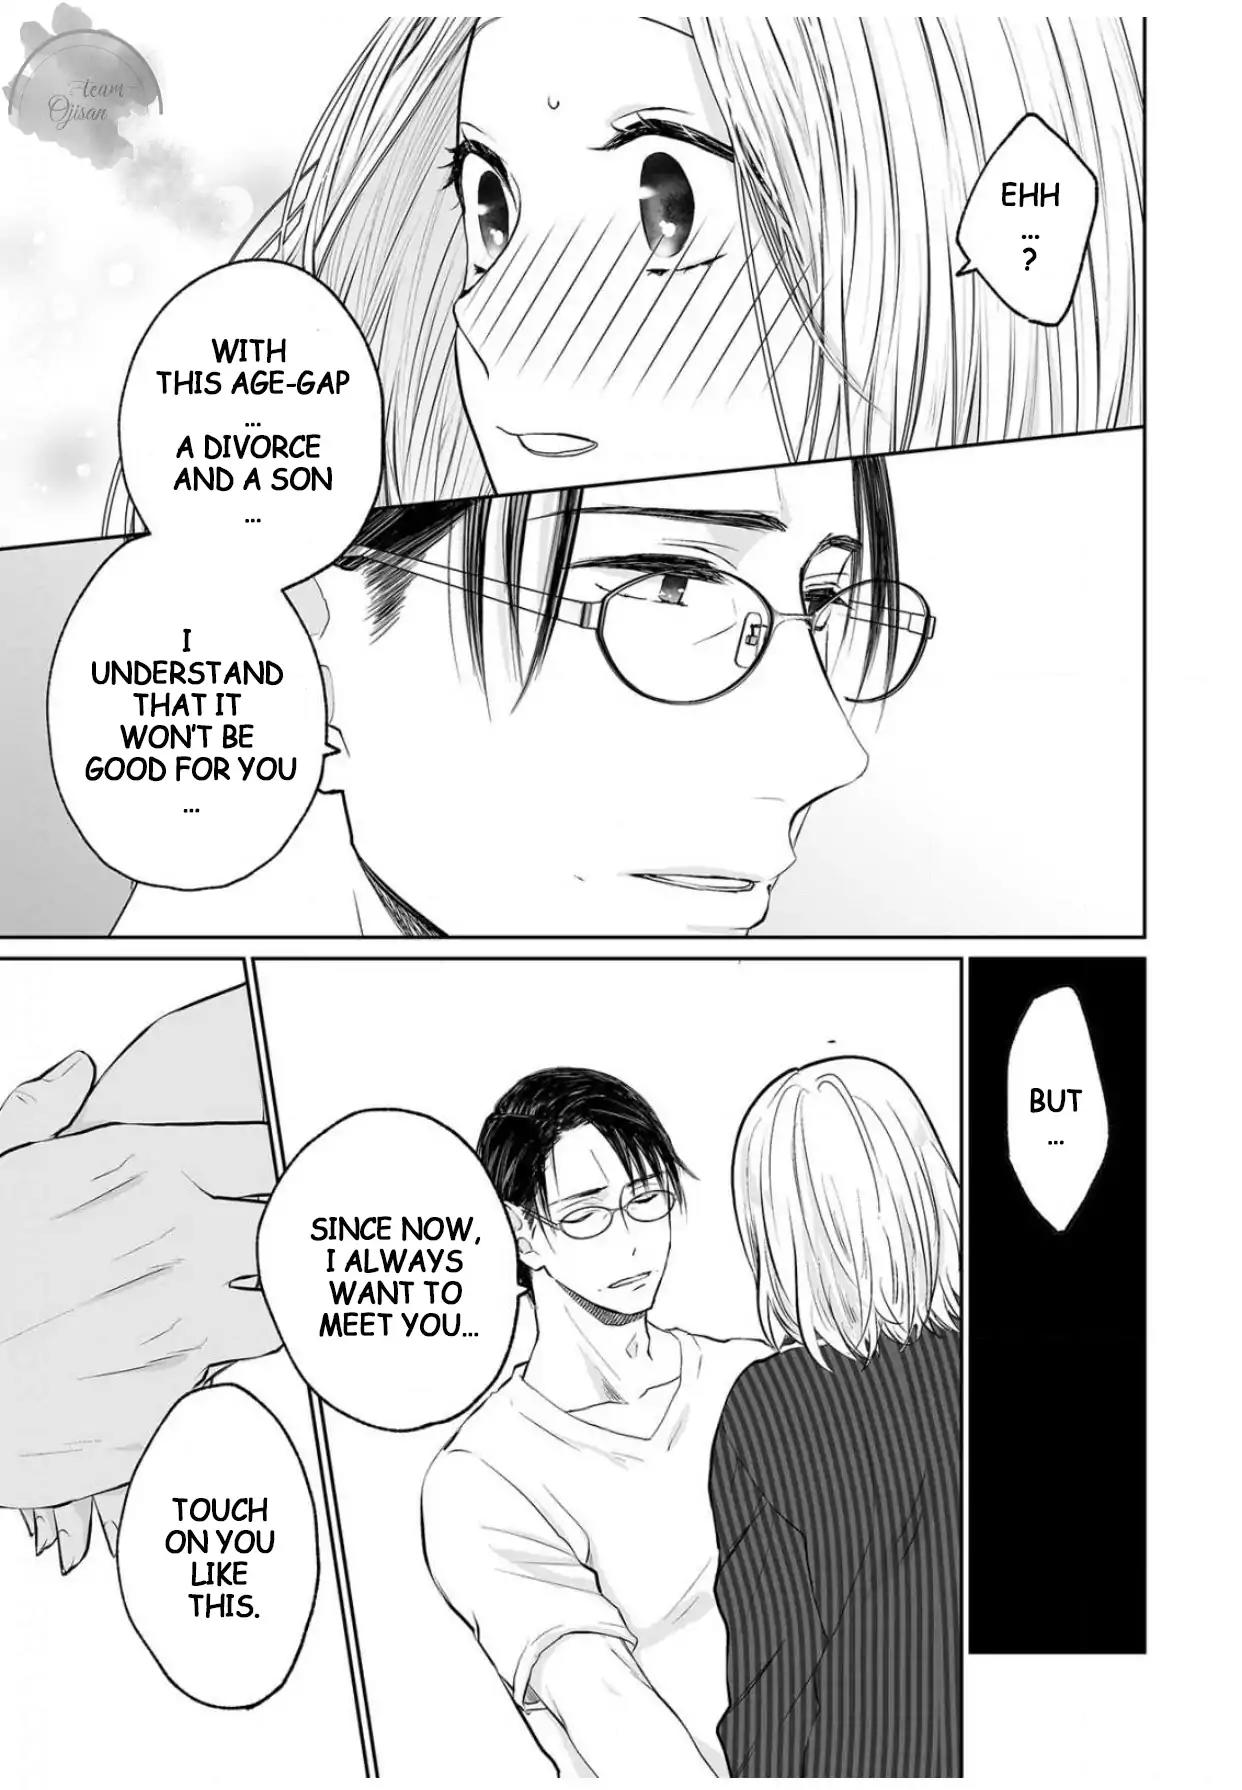 team
Ojisan
EHH
...
?
WITH
THIS AGE-GAP
...
A DIVORCE
AND A SON
...
I
UNDERSTAND
THAT IT
WON'T BE
GOOD FOR YOU
...
BUT
...
SINCE NOW,
I ALWAYS
WANT TO
MEET YOU...
TOUCH
ON YOU
LIKE
THIS.